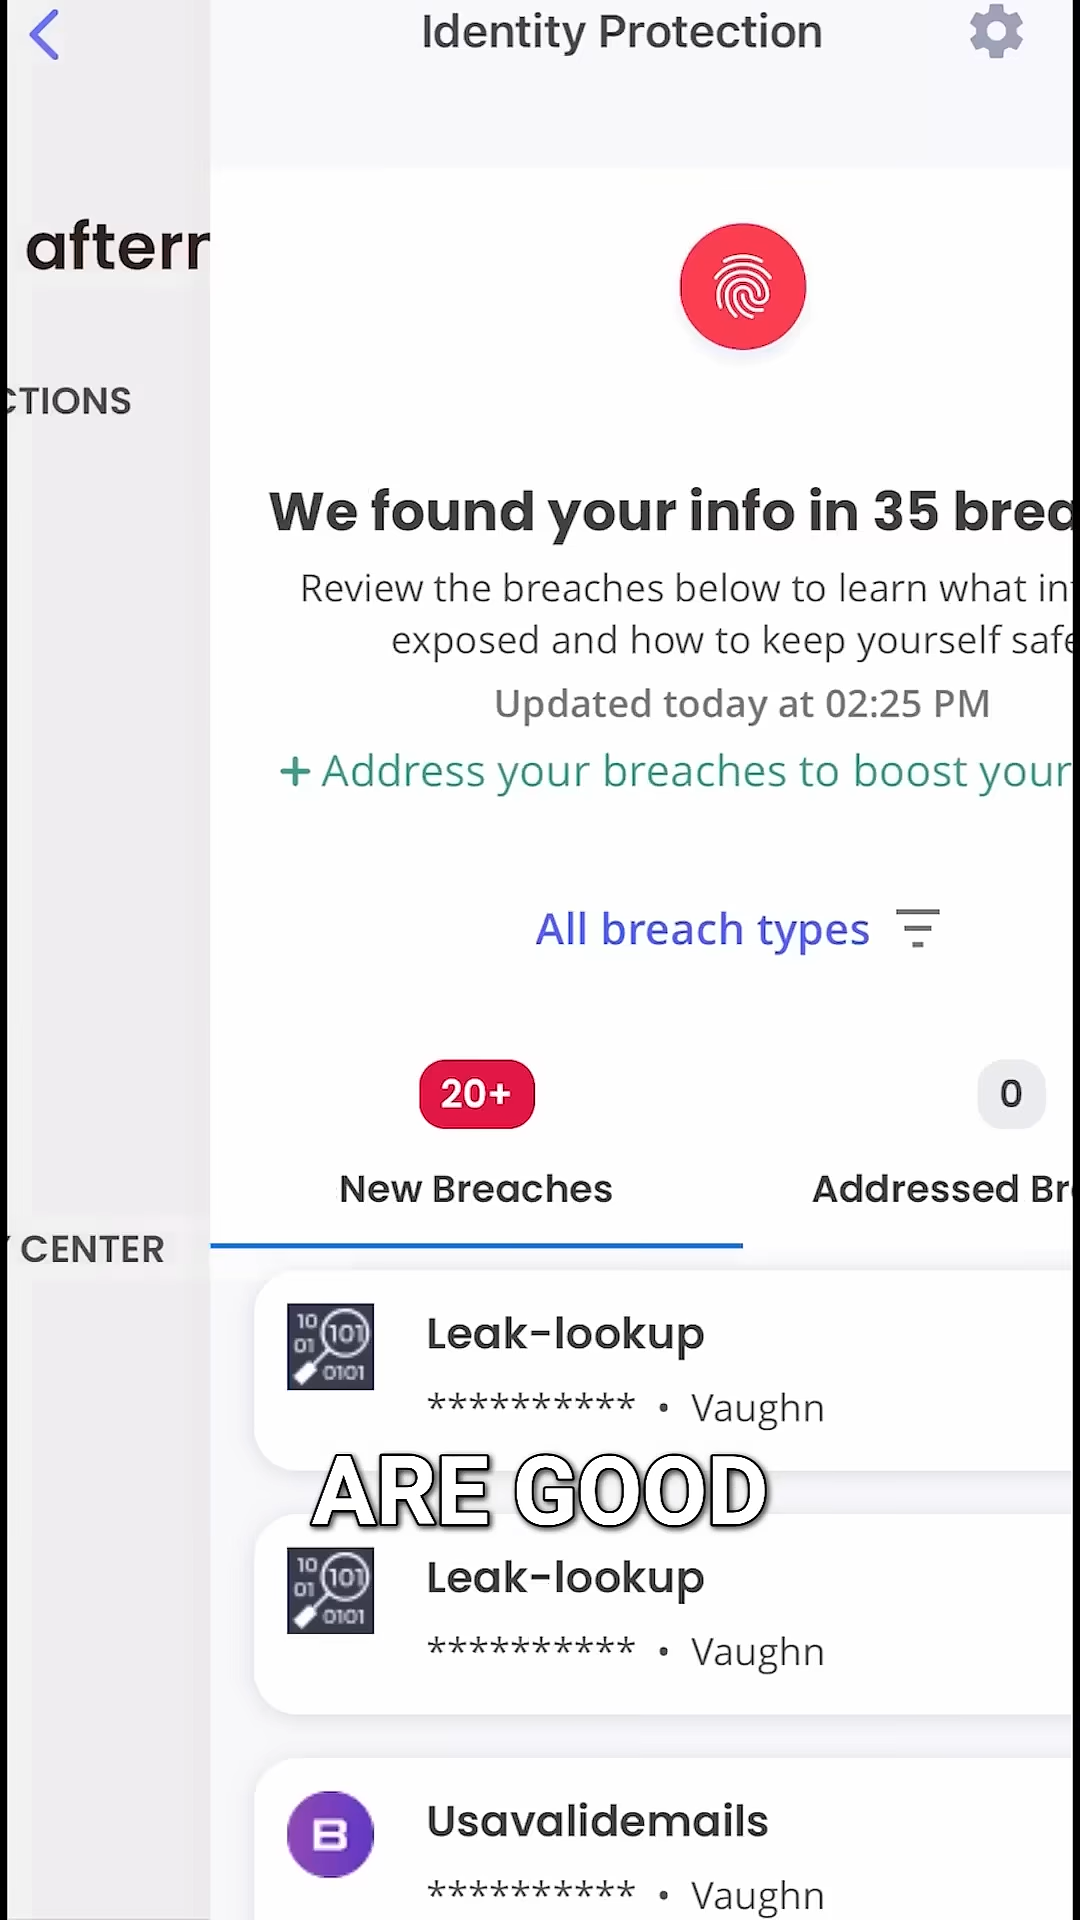 Identity Protection
aftern
CTIONS
We found your info in 35 brea
Review the breaches below to learn what in
exposed and how to keep yourself safe
Updated today at 02:25 PM
+ Address your breaches to boost your
All breach types
20+
0
New Breaches
Addressed Br
CENTER
Leak-lookup
********** • Vaughn
ARE GOOD
Leak-lookup
********** • Vaughn
Usavalidemails
********** • Vaughn